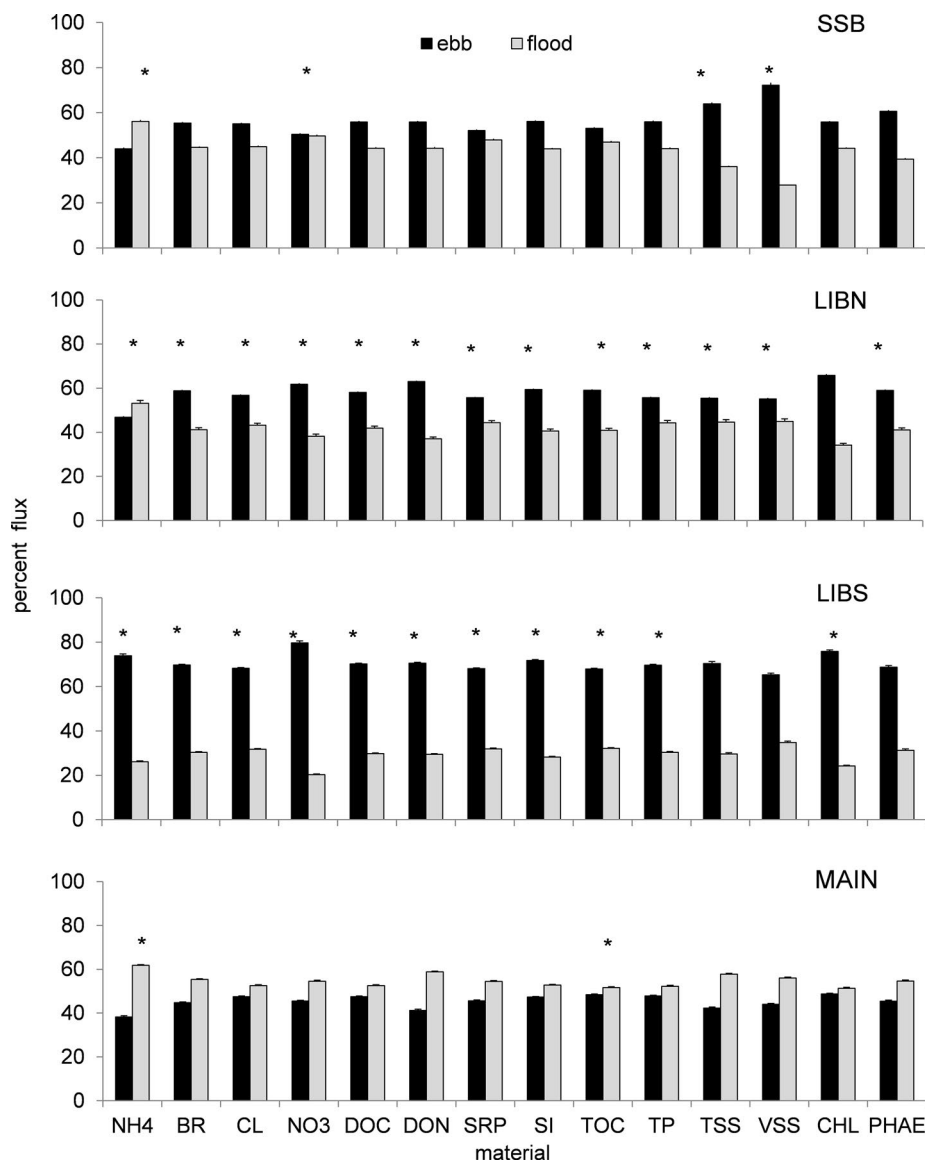 100
80
60
40
20
0
SSB
ebb flood
* * * *
100
80
60
40
20
0
LIBN
* * * * * * * * * * * * *
percent flux
100
80
60
40
20
0
LIBS
* * * * * * * * * * *
100
80
60
40
20
0
MAIN
* *
NH4 BR CL NO3 DOC DON SRP SI TOC TP TSS VSS CHL PHAE
material